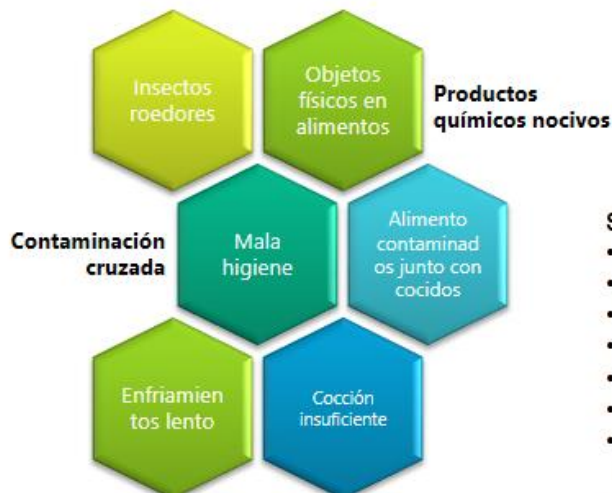 Insectos
roedores
Objetos
físicos en
alimentos
Productos
químicos nocivos
Contaminación
cruzada
Mala
higiene
Alimento
contaminad
os junto con
cocidos
Enfriamien
tos lento
Cocción
insuficiente